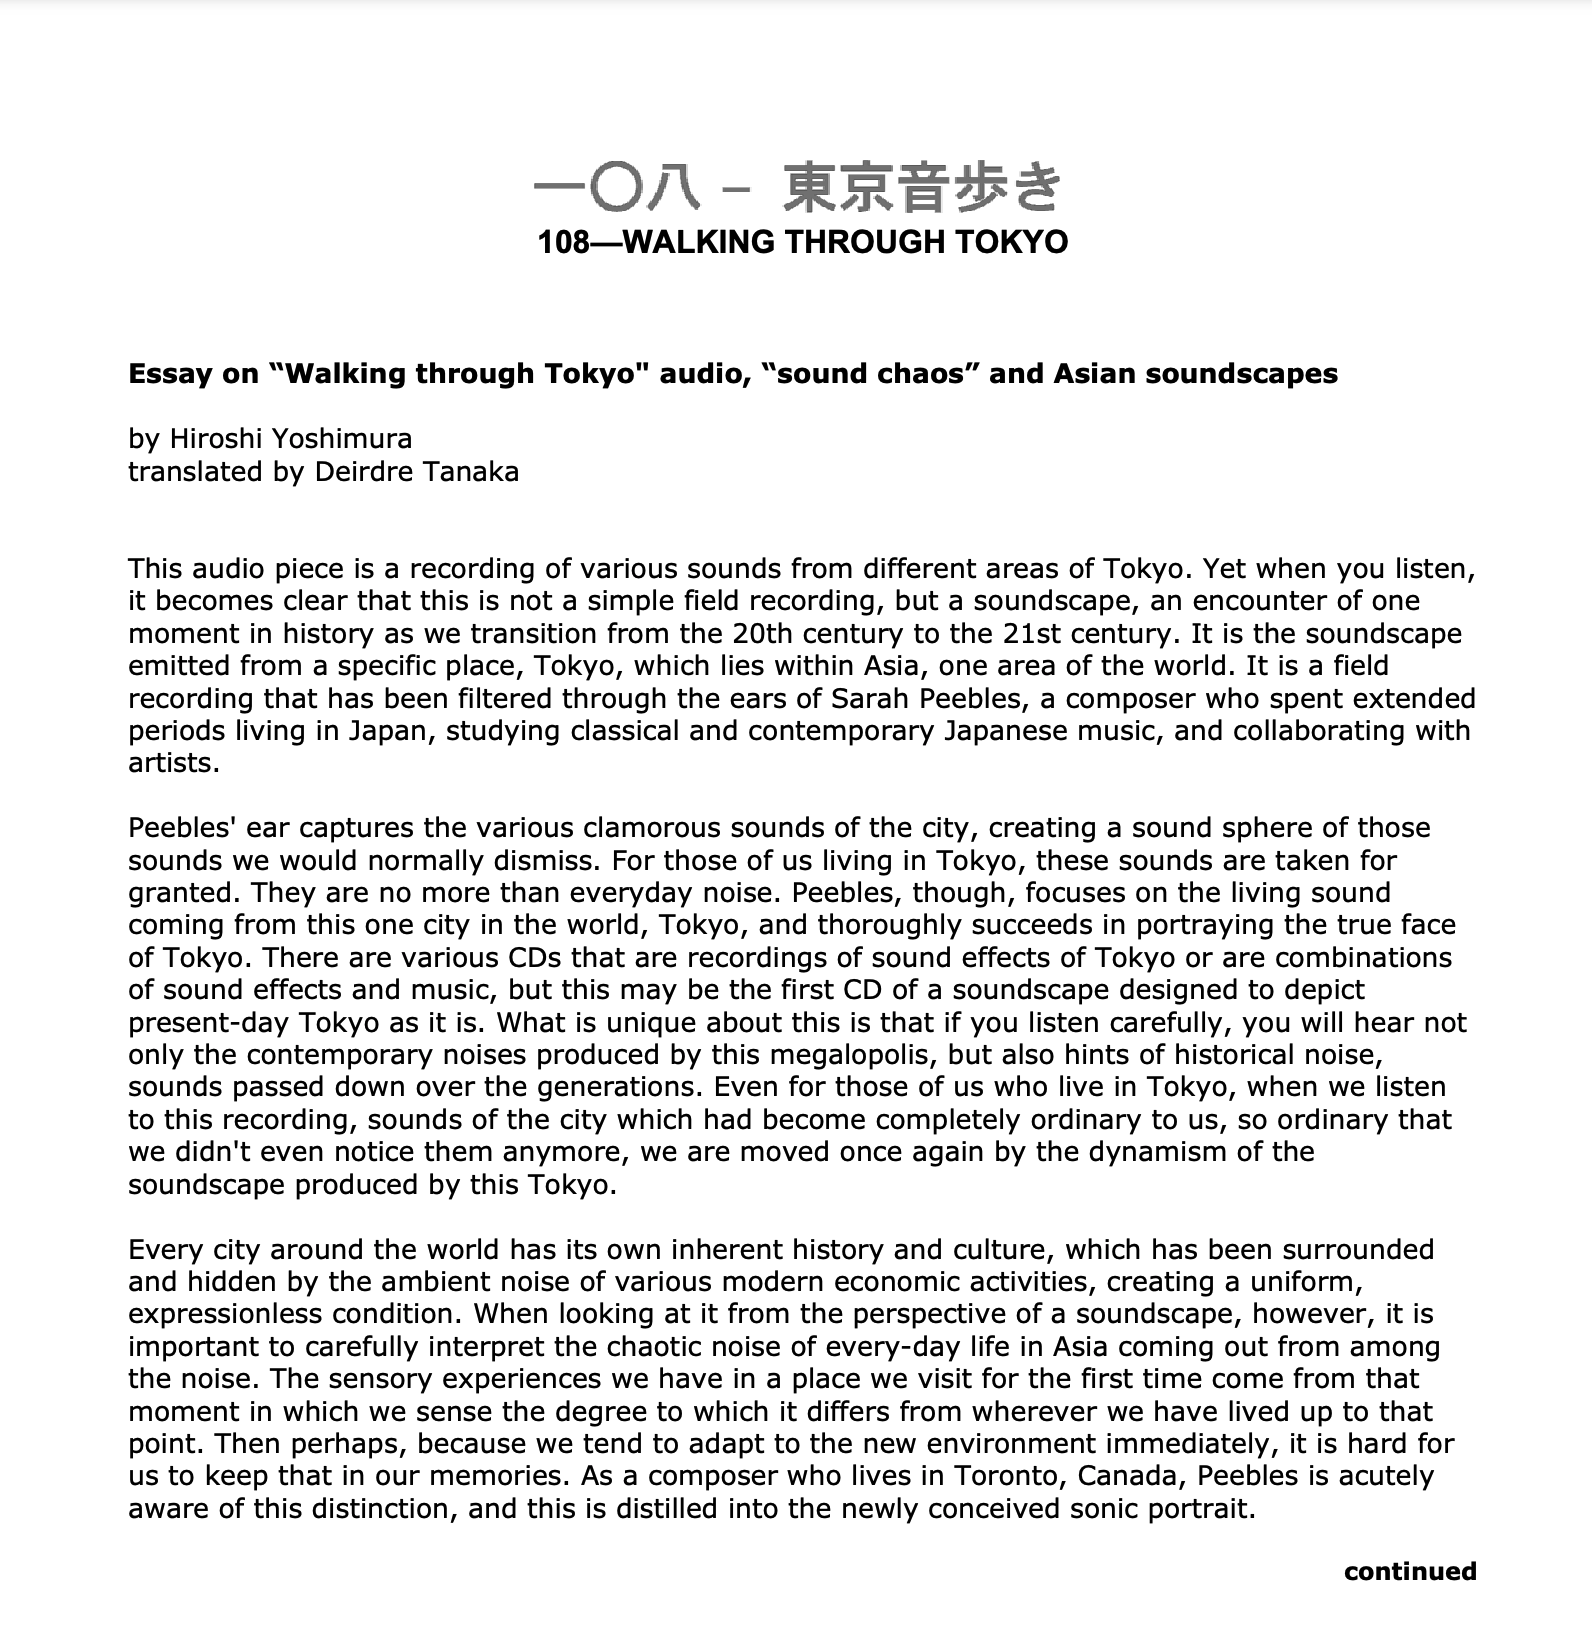 一〇八 – 東京音歩き
108—WALKING THROUGH TOKYO
Essay on “Walking through Tokyo" audio, “sound chaos” and Asian soundscapes
by Hiroshi Yoshimura
translated by Deirdre Tanaka
This audio piece is a recording of various sounds from different areas of Tokyo. Yet when you listen,
it becomes clear that this is not a simple field recording, but a soundscape, an encounter of one
moment in history as we transition from the 20th century to the 21st century. It is the soundscape
emitted from a specific place, Tokyo, which lies within Asia, one area of the world. It is a field
recording that has been filtered through the ears of Sarah Peebles, a composer who spent extended
periods living in Japan, studying classical and contemporary Japanese music, and collaborating with
artists.
Peebles' ear captures the various clamorous sounds of the city, creating a sound sphere of those
sounds we would normally dismiss. For those of us living in Tokyo, these sounds are taken for
granted. They are no more than everyday noise. Peebles, though, focuses on the living sound
coming from this one city in the world, Tokyo, and thoroughly succeeds in portraying the true face
of Tokyo. There are various CDs that are recordings of sound effects of Tokyo or are combinations
of sound effects and music, but this may be the first CD of a soundscape designed to depict
present-day Tokyo as it is. What is unique about this is that if you listen carefully, you will hear not
only the contemporary noises produced by this megalopolis, but also hints of historical noise,
sounds passed down over the generations. Even for those of us who live in Tokyo, when we listen
to this recording, sounds of the city which had become completely ordinary to us, so ordinary that
we didn't even notice them anymore, we are moved once again by the dynamism of the
soundscape produced by this Tokyo.
Every city around the world has its own inherent history and culture, which has been surrounded
and hidden by the ambient noise of various modern economic activities, creating a uniform,
expressionless condition. When looking at it from the perspective of a soundscape, however, it is
important to carefully interpret the chaotic noise of every-day life in Asia coming out from among
the noise. The sensory experiences we have in a place we visit for the first time come from that
moment in which we sense the degree to which it differs from wherever we have lived up to that
point. Then perhaps, because we tend to adapt to the new environment immediately, it is hard for
us to keep that in our memories. As a composer who lives in Toronto, Canada, Peebles is acutely
aware of this distinction, and this is distilled into the newly conceived sonic portrait.
continued